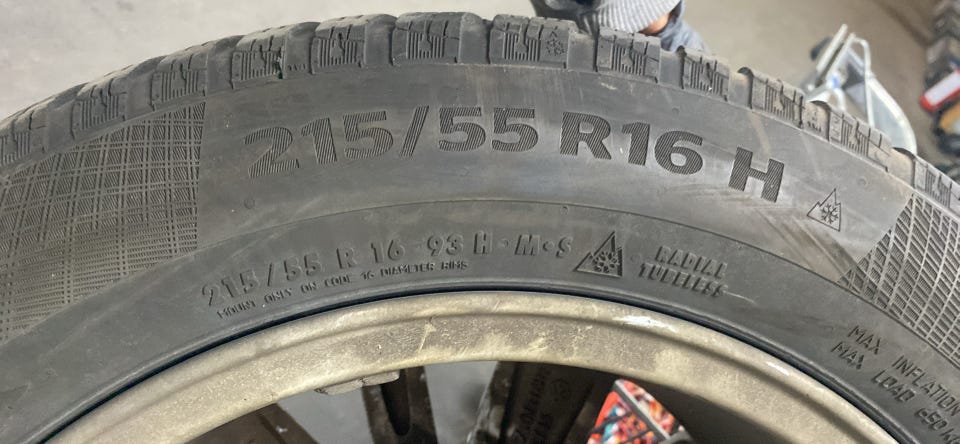 215/55 R16 H
215/55 R 16 93 H · M·S
MOUNT ONLY ON CODE 16 DIAMETER RIMS
RADIAL
TUBELESS
MAX INFLATION
MAX LOAD 650 K